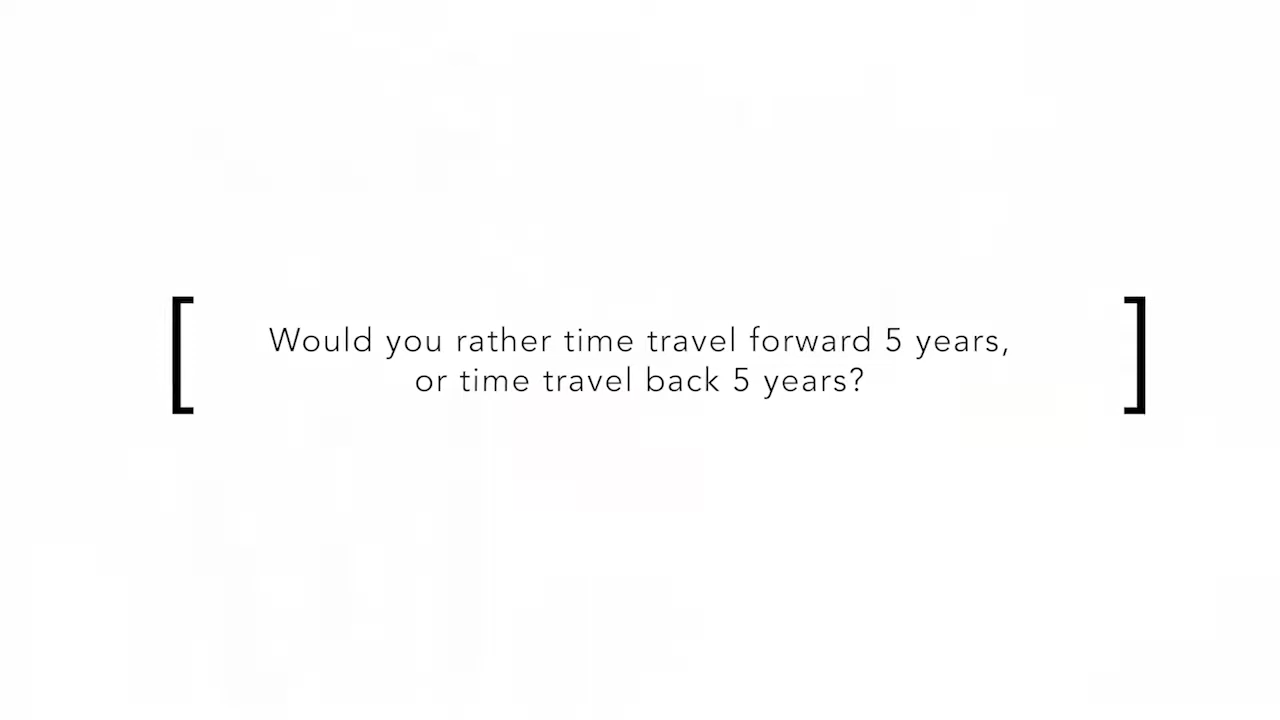 [ Would you rather time travel forward 5 years,
or time travel back 5 years? ]